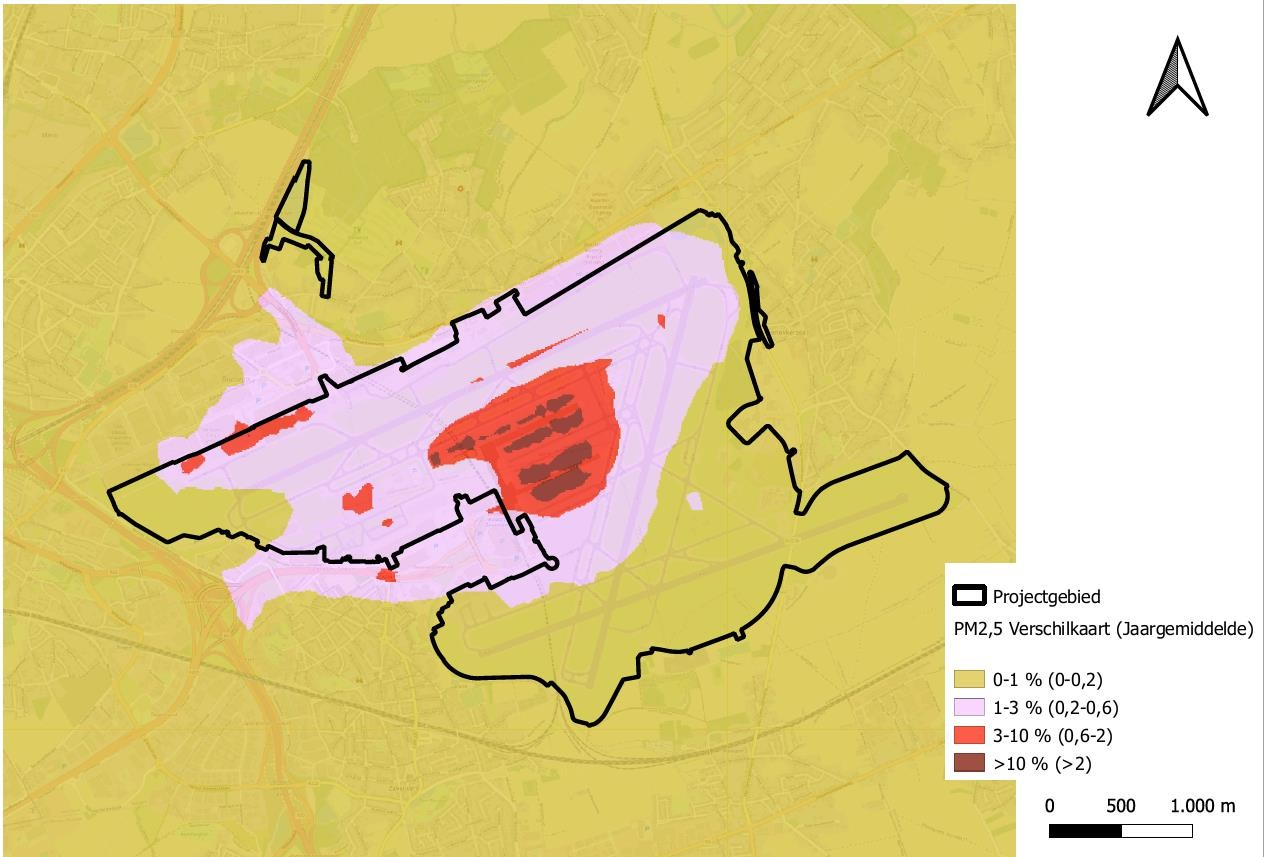 Projectgebied
PM2,5 Verschilkaart (Jaargemiddelde)
0-1 % (0-0,2)
1-3 % (0,2-0,6)
3-10 % (0,6-2)
>10 % (>2)
0 500 1.000 m